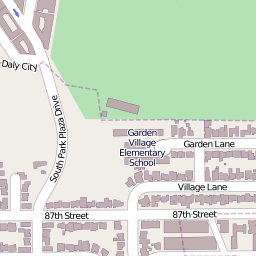 Daly City
South Park Plaza Drive
Garden
Village
Elementary
School
Garden Lane
Village Lane
87th Street
87th Street